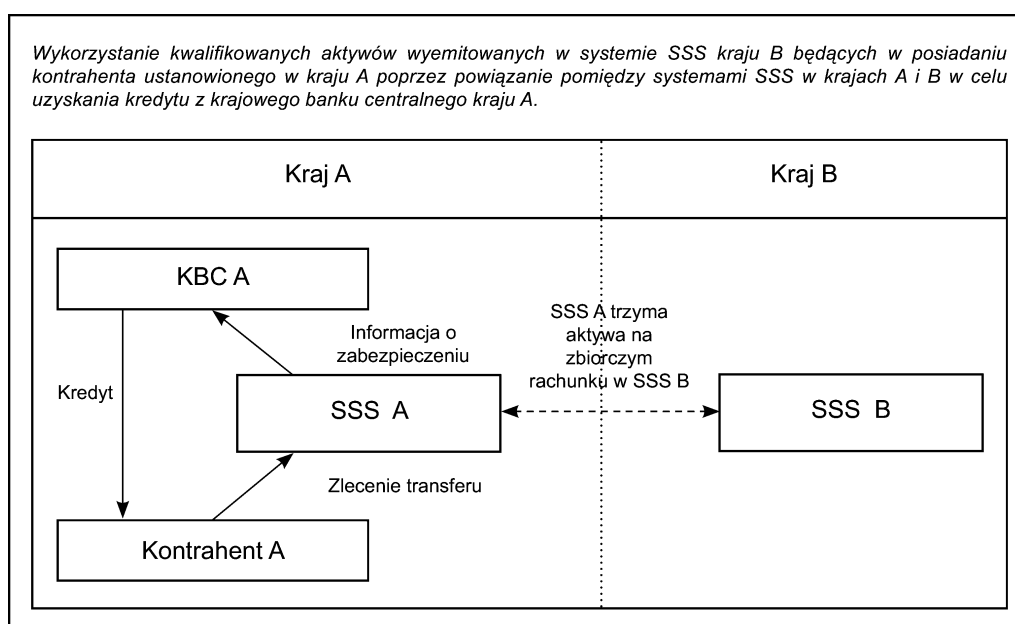 Wykorzystanie kwalifikowanych aktywów wyemitowanych w systemie SSS kraju B będących w posiadaniu
kontrahenta ustanowionego w kraju A poprzez powiązanie pomiędzy systemami SSS w krajach A i B w celu
uzyskania kredytu z krajowego banku centralnego kraju A.
Kraj A
Kraj B
KBC A
Informacja o
zabezpieczeniu
SSS A trzyma
aktywa na
zbiorczym
rachunku w SSS B
Kredyt
SSS A
SSS B
Zlecenie transferu
Kontrahent A